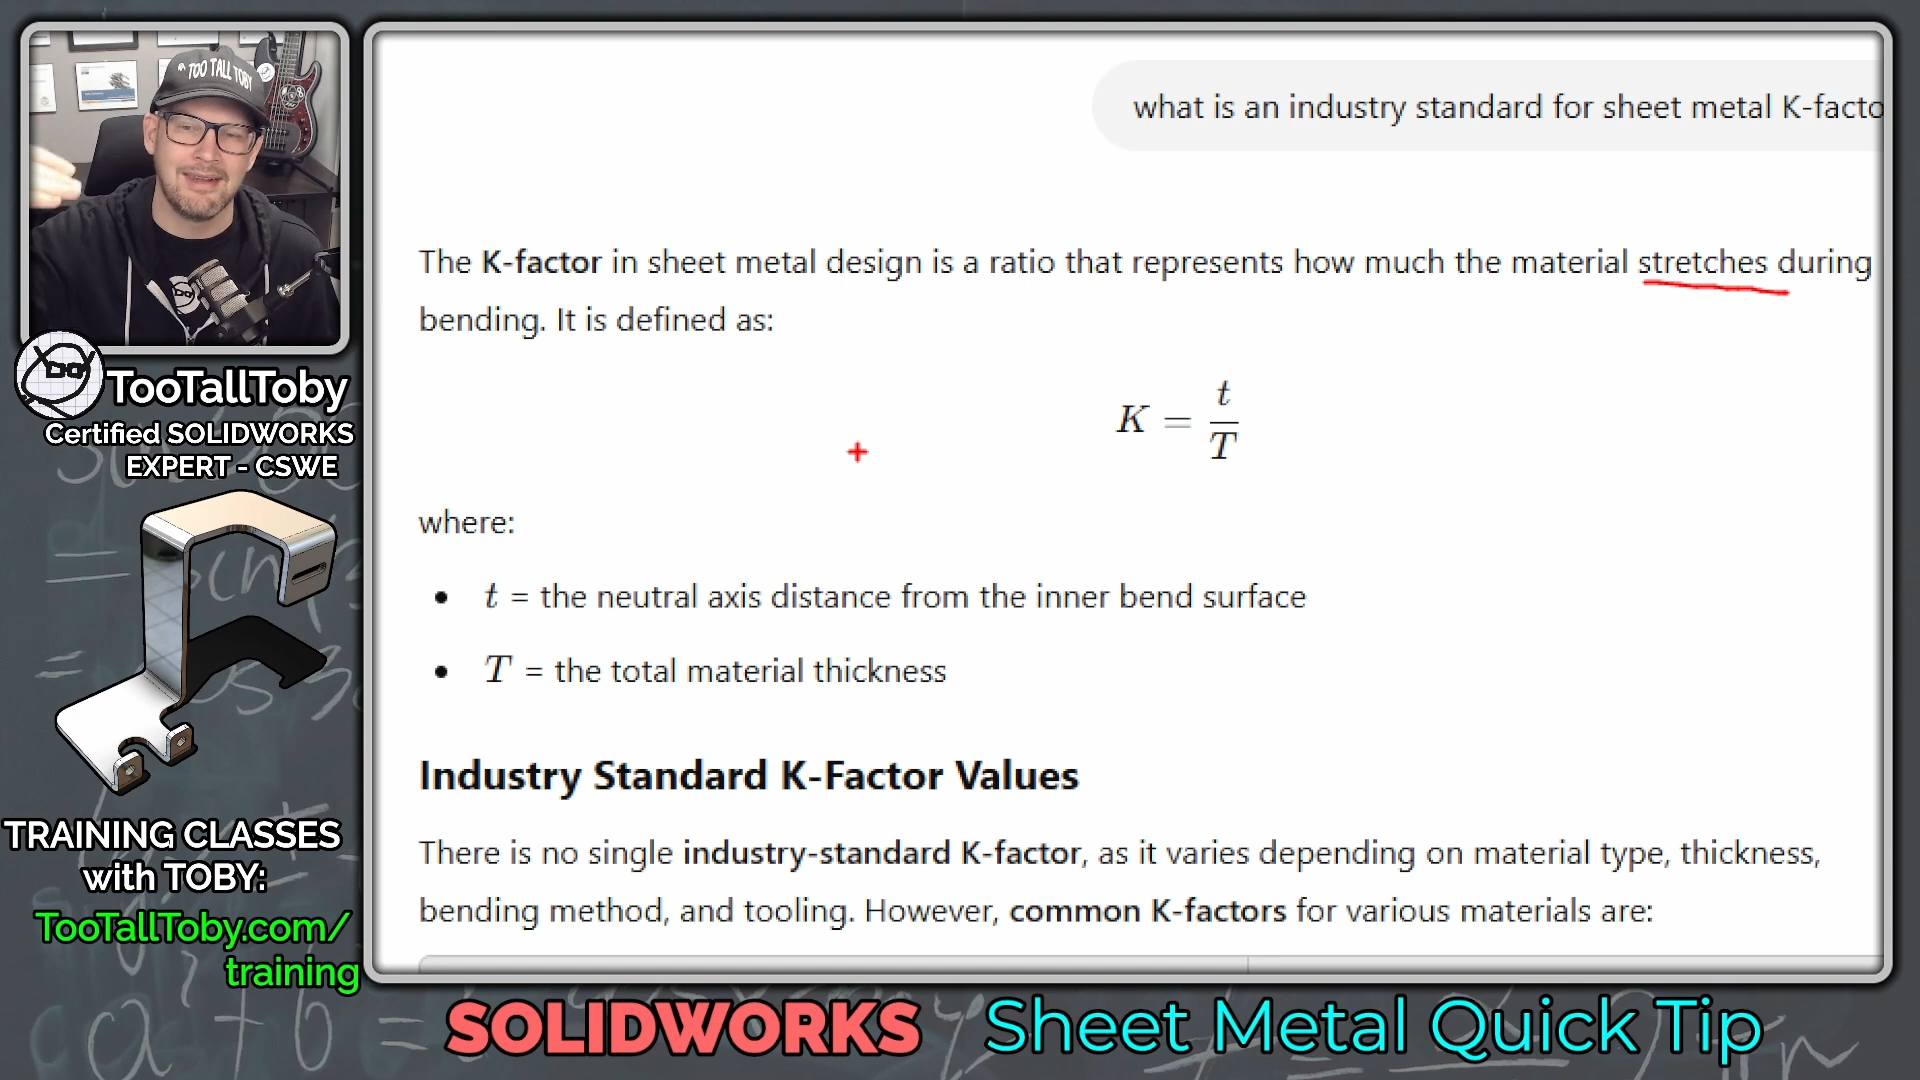 TOO TALL TOBY
TooTallToby
Certified SOLIDWORKS
EXPERT - CSWE
TRAINING CLASSES
with TOBY:
TooTallToby.com/
training
what is an industry standard for sheet metal K-facto
The K-factor in sheet metal design is a ratio that represents how much the material stretches during
bending. It is defined as:
K = t/T
where:
• t = the neutral axis distance from the inner bend surface
• T = the total material thickness
Industry Standard K-Factor Values
There is no single industry-standard K-factor, as it varies depending on material type, thickness,
bending method, and tooling. However, common K-factors for various materials are:
SOLIDWORKS Sheet Metal Quick Tip